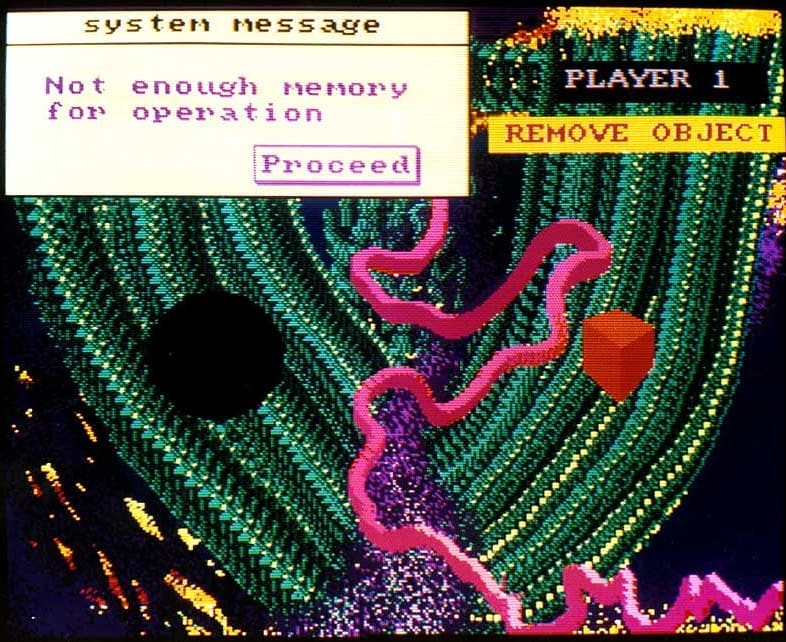 system message
Not enough memory
for operation
Proceed
PLAYER 1
REMOVE OBJECT